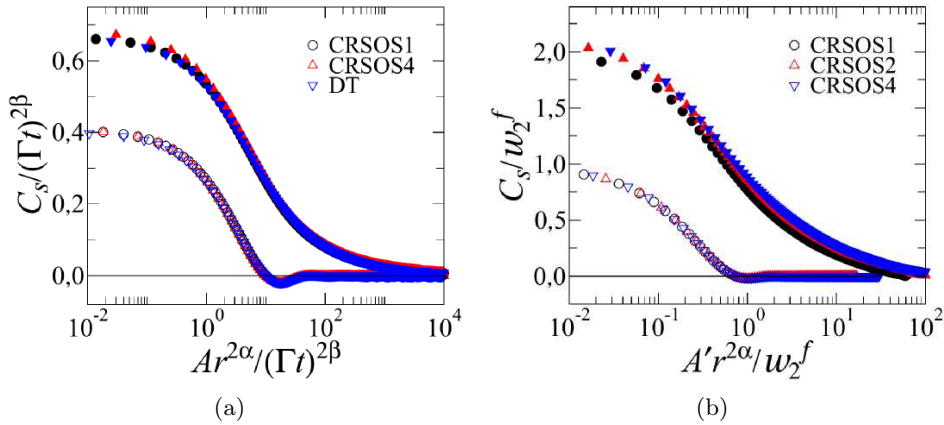 0,6
0,4
0,2
0,0
C_s/(Γt)^{2β}
CRSOS1
CRSOS4
DT
10^{-2} 10^0 10^2 10^4
Ar^{2α}/(Γt)^{2β}
(a)
2,0
1,5
1,0
0,5
0,0
C_s/w_2^f
CRSOS1
CRSOS2
CRSOS4
10^{-2} 10^{-1} 10^0 10^1 10^2
A'r^{2α}/w_2^f
(b)